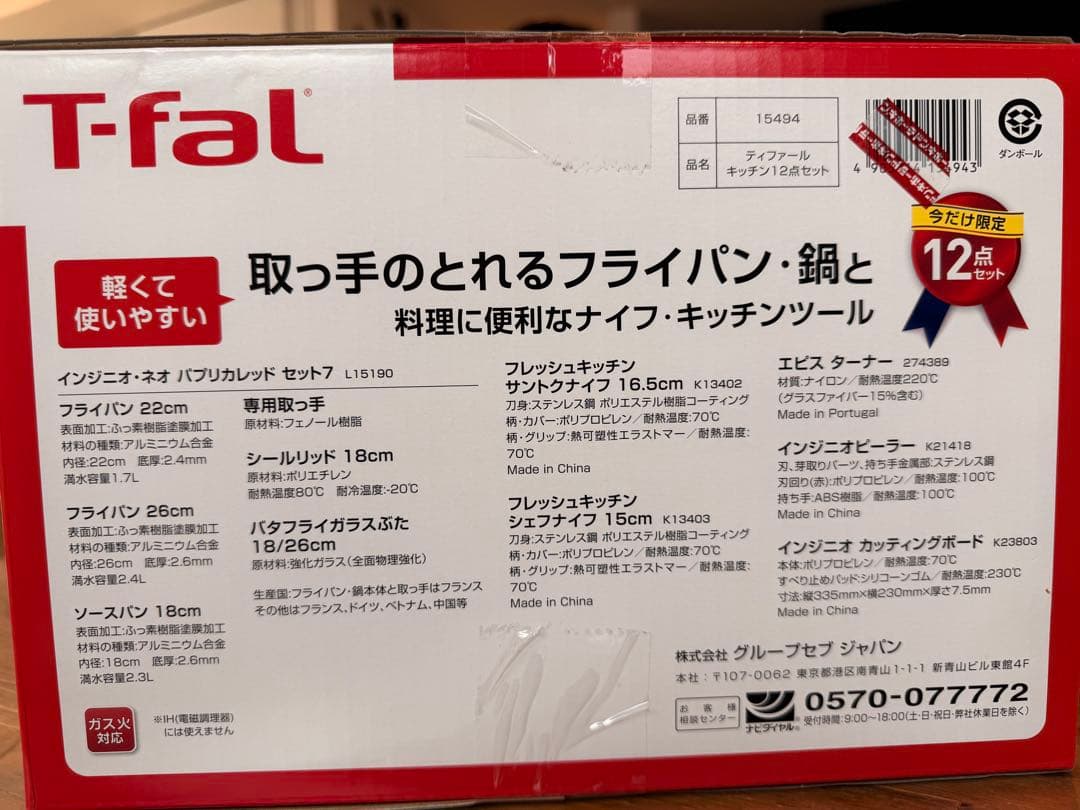 T-fal®
品番 15494
品名 ティファール
キッチン12点セット
ダンボール
今だけ限定
12点
セット
軽くて
使いやすい
取っ手のとれるフライパン・鍋と
料理に便利なナイフ・キッチンツール
インジニオ・ネオ パプリカレッド セット7 L15190
フライパン 22cm
表面加工:ふっ素樹脂塗膜加工
材料の種類:アルミニウム合金
内径:22cm 底厚:2.4mm
満水容量1.7L
フライパン 26cm
表面加工:ふっ素樹脂塗膜加工
材料の種類:アルミニウム合金
内径:26cm 底厚:2.6mm
満水容量2.4L
ソースパン 18cm
表面加工:ふっ素樹脂塗膜加工
材料の種類:アルミニウム合金
内径:18cm 底厚:2.6mm
満水容量2.3L
専用取っ手
原材料:フェノール樹脂
シールリッド 18cm
原材料:ポリエチレン
耐熱温度80℃ 耐冷温度:-20℃
バタフライガラスぶた
18/26cm
原材料:強化ガラス(全面物理強化)
生産国:フライパン・鍋本体と取っ手はフランス
その他はフランス、ドイツ、ベトナム、中国等
ガス火
対応
※IH(電磁調理器)
には使えません
フレッシュキッチン
サントクナイフ 16.5cm K13402
刀身:ステンレス鋼 ポリエステル樹脂コーティング
柄・カバー:ポリプロピレン/耐熱温度:70℃
柄・グリップ:熱可塑性エラストマー/耐熱温度:
70℃
Made in China
フレッシュキッチン
シェフナイフ 15cm K13403
刀身:ステンレス鋼 ポリエステル樹脂コーティング
柄・カバー:ポリプロピレン/耐熱温度:70℃
柄・グリップ:熱可塑性エラストマー/耐熱温度:
70℃
Made in China
エピス ターナー 274389
材質:ナイロン/耐熱温度220℃
(グラスファイバー15%含む)
Made in Portugal
インジニオピーラー K21418
刃、芽取りパーツ、持ち手金属部:ステンレス鋼
刃回り(赤):ポリプロピレン/耐熱温度:100℃
持ち手:ABS樹脂/耐熱温度:100℃
Made in China
インジニオ カッティングボード K23803
本体:ポリプロピレン/耐熱温度:70℃
すべり止めパッド:シリコーンゴム/耐熱温度:230℃
寸法:縦335mm×横230mm×厚さ7.5mm
Made in China
株式会社 グループセブ ジャパン
本社:〒107-0062 東京都港区南青山1-1-1 新青山ビル東館4F
お客様
相談センター
ナビダイヤル®
0570-077772
受付時間:9:00~18:00(土・日・祝日・弊社休業日を除く)